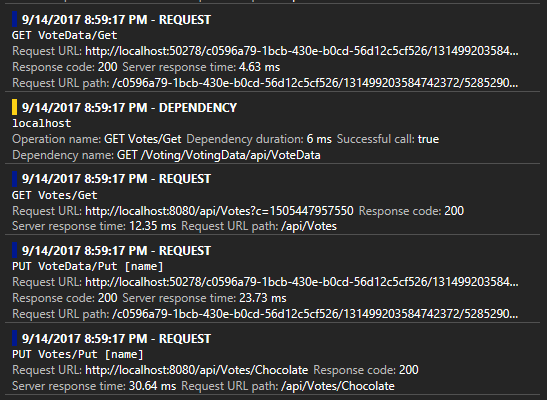 9/14/2017 8:59:17 PM - REQUEST
GET VoteData/Get
Request URL: http://localhost:50278/c0596a79-1bcb-430e-b0cd-56d12c5cf526/131499203584...
Response code: 200 Server response time: 4.63 ms
Request URL path: /c0596a79-1bcb-430e-b0cd-56d12c5cf526/131499203584742372/5285290...
9/14/2017 8:59:17 PM - DEPENDENCY
localhost
Operation name: GET Votes/Get Dependency duration: 6 ms Successful call: true
Dependency name: GET /Voting/VotingData/api/VoteData
9/14/2017 8:59:17 PM - REQUEST
GET Votes/Get
Request URL: http://localhost:8080/api/Votes?c=1505447957550 Response code: 200
Server response time: 12.35 ms Request URL path: /api/Votes
9/14/2017 8:59:17 PM - REQUEST
PUT VoteData/Put [name]
Request URL: http://localhost:50278/c0596a79-1bcb-430e-b0cd-56d12c5cf526/131499203584...
Response code: 200 Server response time: 23.73 ms
Request URL path: /c0596a79-1bcb-430e-b0cd-56d12c5cf526/131499203584742372/5285290...
9/14/2017 8:59:17 PM - REQUEST
PUT Votes/Put [name]
Request URL: http://localhost:8080/api/Votes/Chocolate Response code: 200
Server response time: 30.64 ms Request URL path: /api/Votes/Chocolate